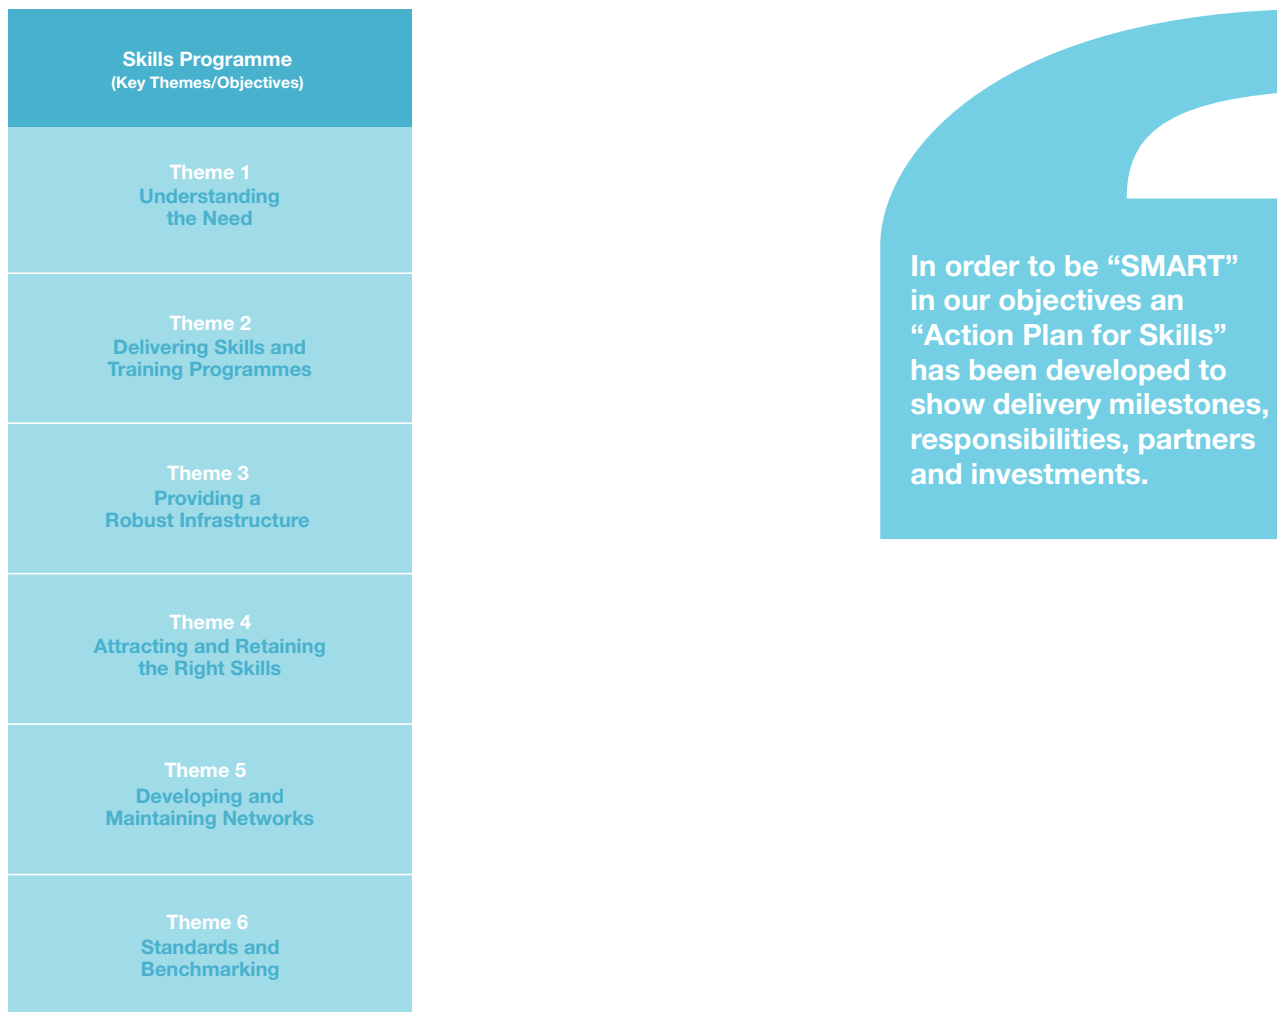 Skills Programme
(Key Themes/Objectives)
Theme 1
Understanding
the Need
Theme 2
Delivering Skills and
Training Programmes
Theme 3
Providing a
Robust Infrastructure
Theme 4
Attracting and Retaining
the Right Skills
Theme 5
Developing and
Maintaining Networks
Theme 6
Standards and
Benchmarking
In order to be “SMART”
in our objectives an
“Action Plan for Skills”
has been developed to
show delivery milestones,
responsibilities, partners
and investments.